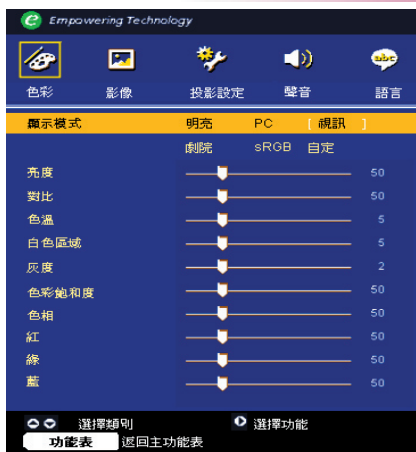 Empowering Technology
色彩 影像 投影設定 聲音 語言
顯示模式 明亮 PC [ 視訊 ]
劇院 sRGB 自定
亮度 50
對比 50
色溫 5
白色區域 5
灰度 2
色彩飽和度 50
色相 50
紅 50
綠 50
藍 50
選擇類別 選擇功能
功能表 返回主功能表